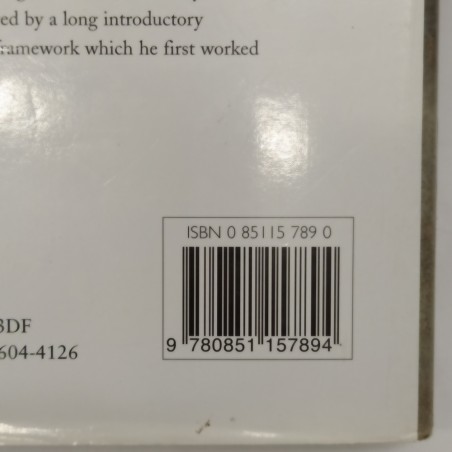 ed by a long introductory
framework which he first worked
ISBN 0 85115 789 0
9 780851 157894
3DF
604-4126